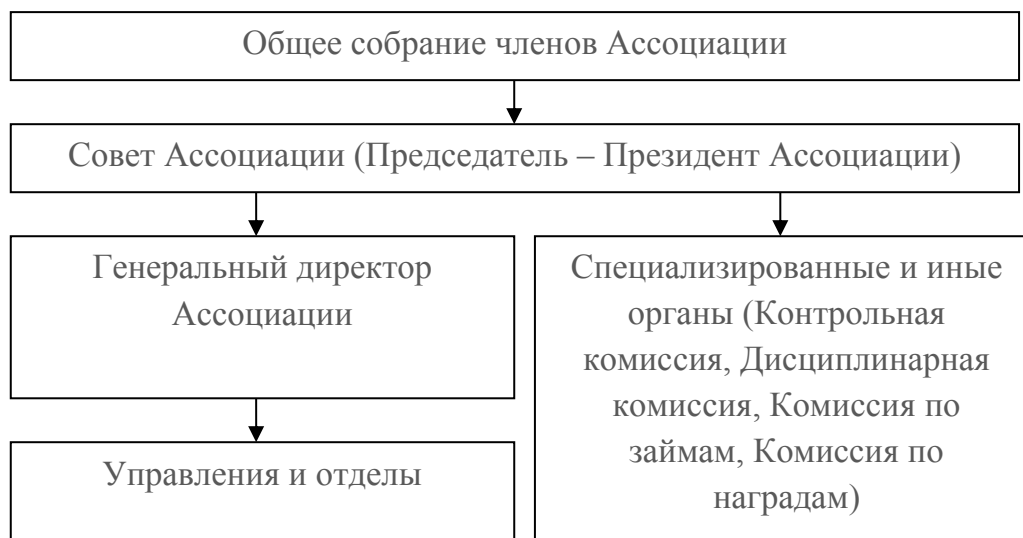 Общее собрание членов Ассоциации
Совет Ассоциации (Председатель – Президент Ассоциации)
Генеральный директор
Ассоциации
Управления и отделы
Специализированные и иные
органы (Контрольная
комиссия, Дисциплинарная
комиссия, Комиссия по
займам, Комиссия по
наградам)